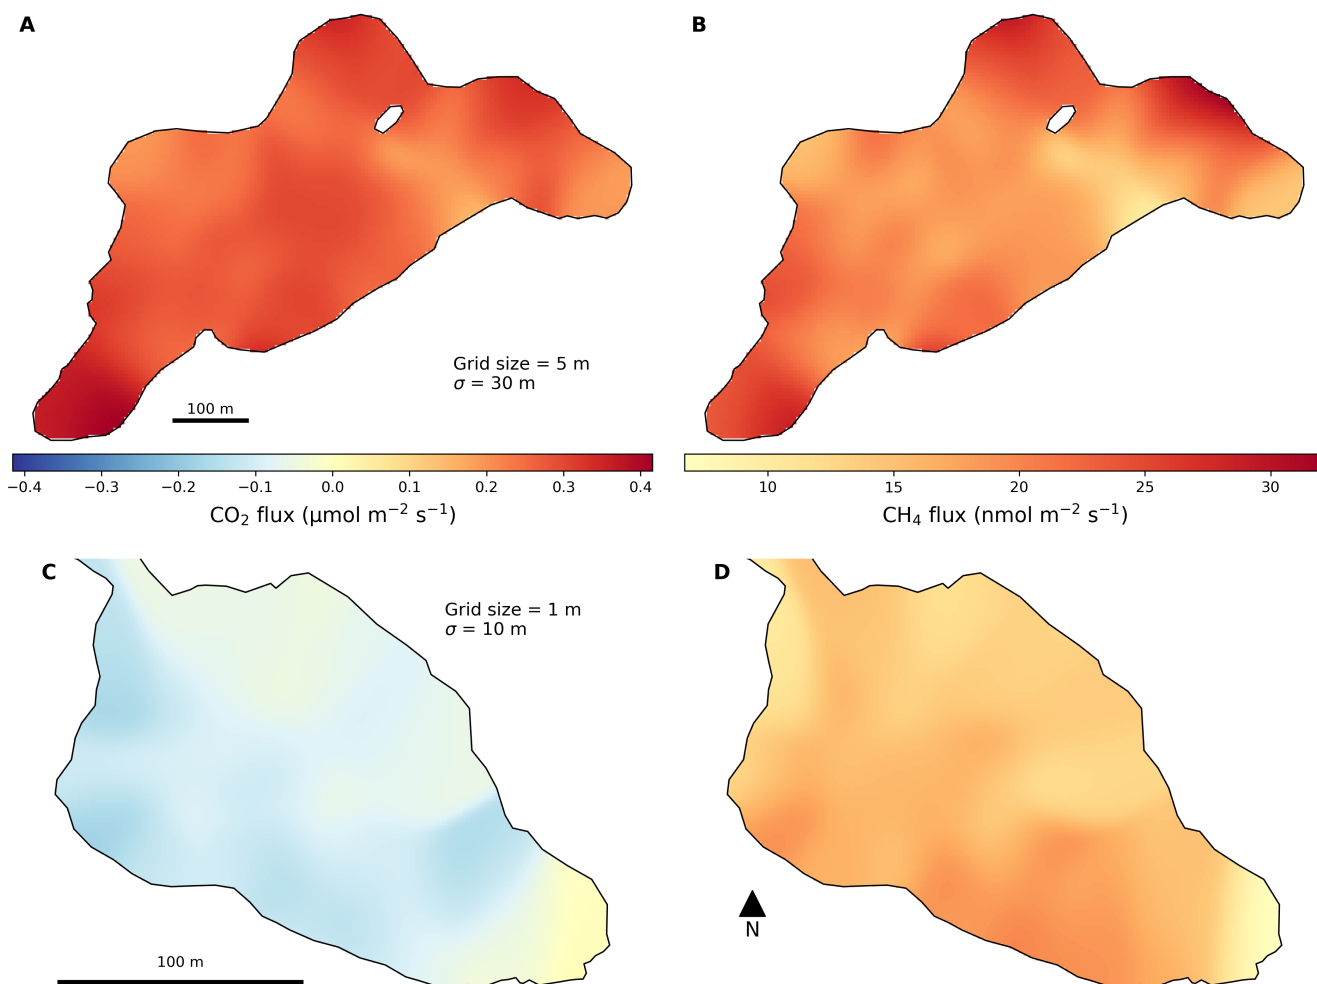 A
B
Grid size = 5 m
σ = 30 m
100 m
−0.4 −0.3 −0.2 −0.1 0.0 0.1 0.2 0.3 0.4
10 15 20 25 30
CO₂ flux (μmol m⁻² s⁻¹)
CH₄ flux (nmol m⁻² s⁻¹)
C
D
Grid size = 1 m
σ = 10 m
N
100 m